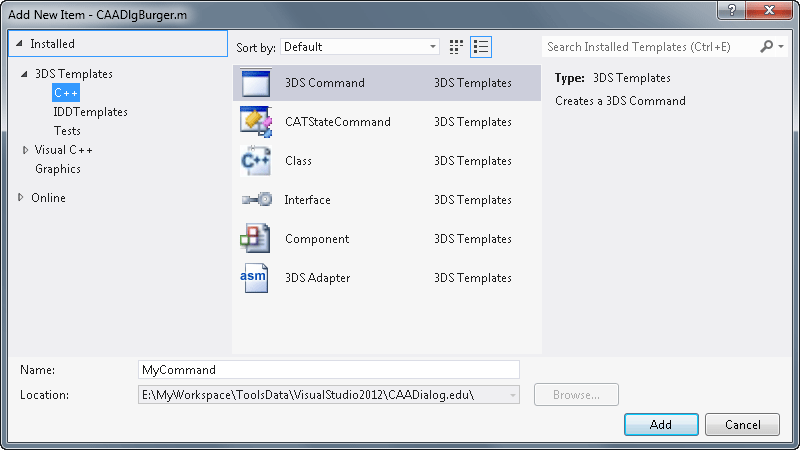 Add New Item - CAADlgBurger.m
Installed
Sort by: Default
Search Installed Templates (Ctrl+E)
3DS Templates
C++
IDDTemplates
Tests
Visual C++
Graphics
Online
3DS Command 3DS Templates
CATStateCommand 3DS Templates
C++ Class 3DS Templates
Interface 3DS Templates
Component 3DS Templates
asm 3DS Adapter 3DS Templates
Type: 3DS Templates
Creates a 3DS Command
Name: MyCommand
Location: E:\MyWorkspace\ToolsData\VisualStudio2012\CAADialog.edu\ Browse...
Add Cancel